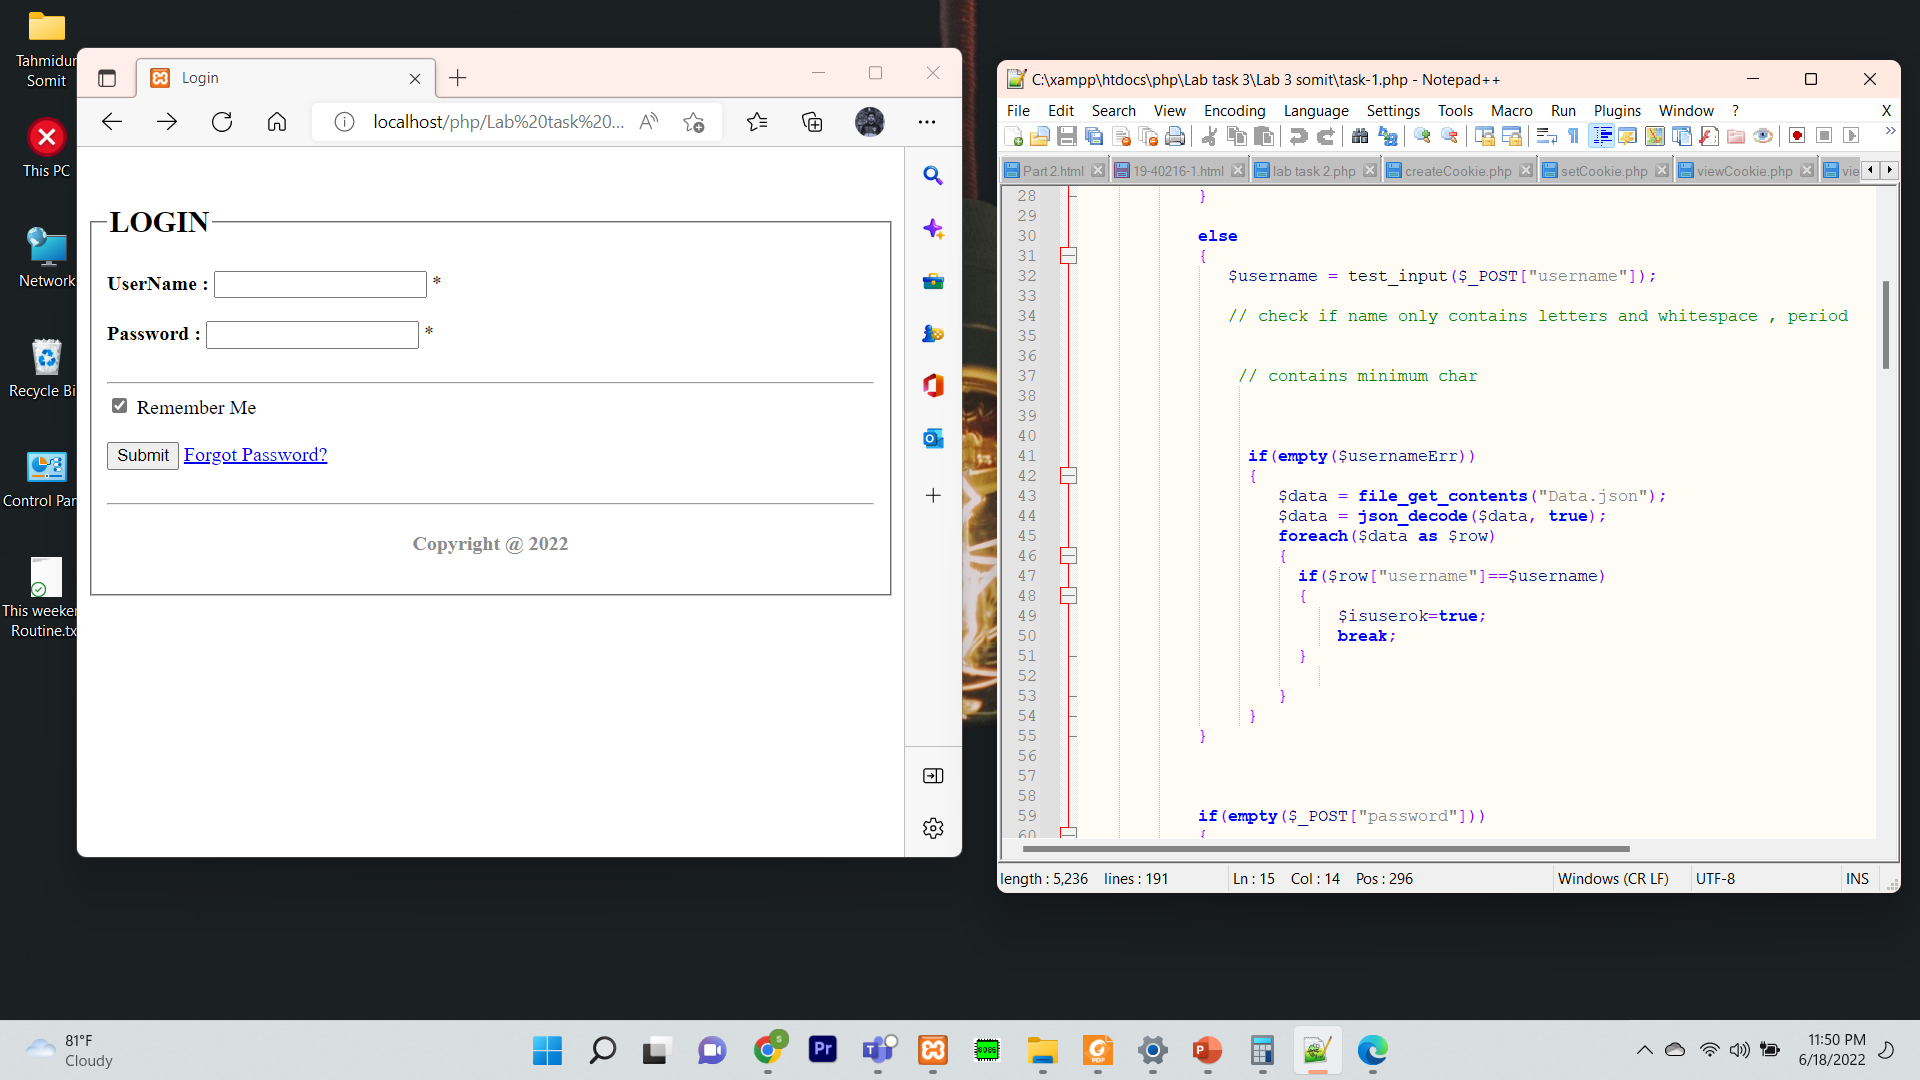 Tahmidur
Somit
This PC
Network
Recycle Bi
Control Pan
This weeken
Routine.tx
Login
localhost/php/Lab%20task%20...
LOGIN
UserName : *
Password : *
Remember Me
Submit Forgot Password?
Copyright @ 2022
C:\xampp\htdocs\php\Lab task 3\Lab 3 somit\task-1.php - Notepad++
File Edit Search View Encoding Language Settings Tools Macro Run Plugins Window ? X
Part 2.html 19-40216-1.html lab task 2.php createCookie.php setCookie.php viewCookie.php vie
28 }
29
30 else
31 {
32 $username = test_input($_POST["username"]);
33
34 // check if name only contains letters and whitespace , period
35
36
37 // contains minimum char
38
39
40
41 if(empty($usernameErr))
42 {
43 $data = file_get_contents("Data.json");
44 $data = json_decode($data, true);
45 foreach($data as $row)
46 {
47 if($row["username"]==$username)
48 {
49 $isuserok=true;
50 break;
51 }
52
53 }
54 }
55 }
56
57
58
59 if(empty($_POST["password"]))
60 {
length : 5,236 lines : 191 Ln : 15 Col : 14 Pos : 296 Windows (CR LF) UTF-8 INS
81°F
Cloudy
11:50 PM
6/18/2022